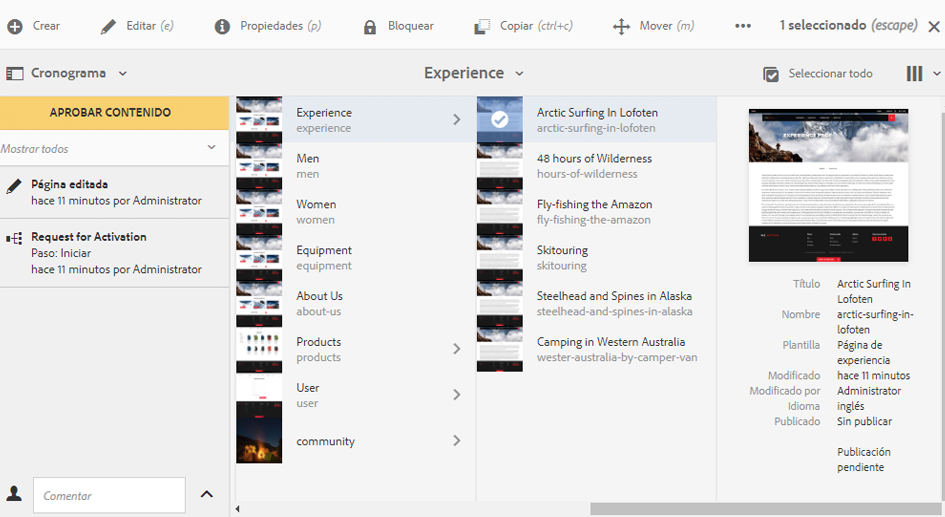 Crear
Editar (e)
Propiedades (p)
Bloquear
Copiar (ctrl+c)
Mover (m)
1 seleccionado (escape)
Cronograma
Experience
Seleccionar todo
APROBAR CONTENIDO
Mostrar todos
Página editada
hace 11 minutos por Administrator
Request for Activation
Paso: Iniciar
hace 11 minutos por Administrator
Comentar
Experience
experience
Men
men
Women
women
Equipment
equipment
About Us
about-us
Products
products
User
user
community
Arctic Surfing In Lofoten
arctic-surfing-in-lofoten
48 hours of Wilderness
hours-of-wilderness
Fly-fishing the Amazon
fly-fishing-the-amazon
Skitouring
skitouring
Steelhead and Spines in Alaska
steelhead-and-spines-in-alaska
Camping in Western Australia
wester-australia-by-camper-van
Título Arctic Surfing In
Lofoten
Nombre arctic-surfing-in-
lofoten
Plantilla Página de
experiencia
Modificado hace 11 minutos
Modificado por Administrator
Idioma inglés
Publicado Sin publicar
Publicación
pendiente